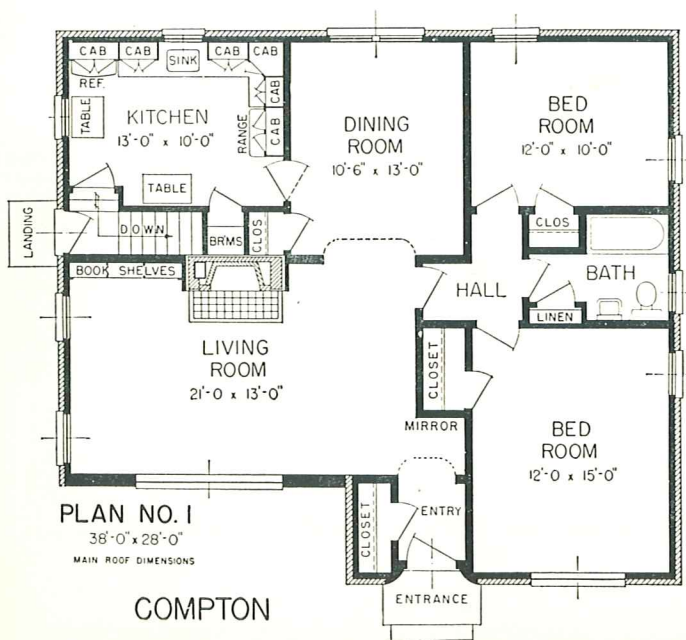 CAB
CAB
SINK
CAB
CAB
REF.
CAB
TABLE
KITCHEN
13'-0" x 10'-0"
RANGE
CAB
TABLE
DINING
ROOM
10'-6" x 13'-0"
BED
ROOM
12'-0" x 10'-0"
LANDING
DOWN
BR'MS
CLOS
CLOS
BATH
BOOK SHELVES
HALL
LINEN
LIVING
ROOM
21'-0 x 13'-0"
CLOSET
MIRROR
BED
ROOM
12'-0 x 15'-0"
CLOSET
ENTRY
PLAN NO. 1
38'-0" x 28'-0"
MAIN ROOF DIMENSIONS
ENTRANCE
COMPTON